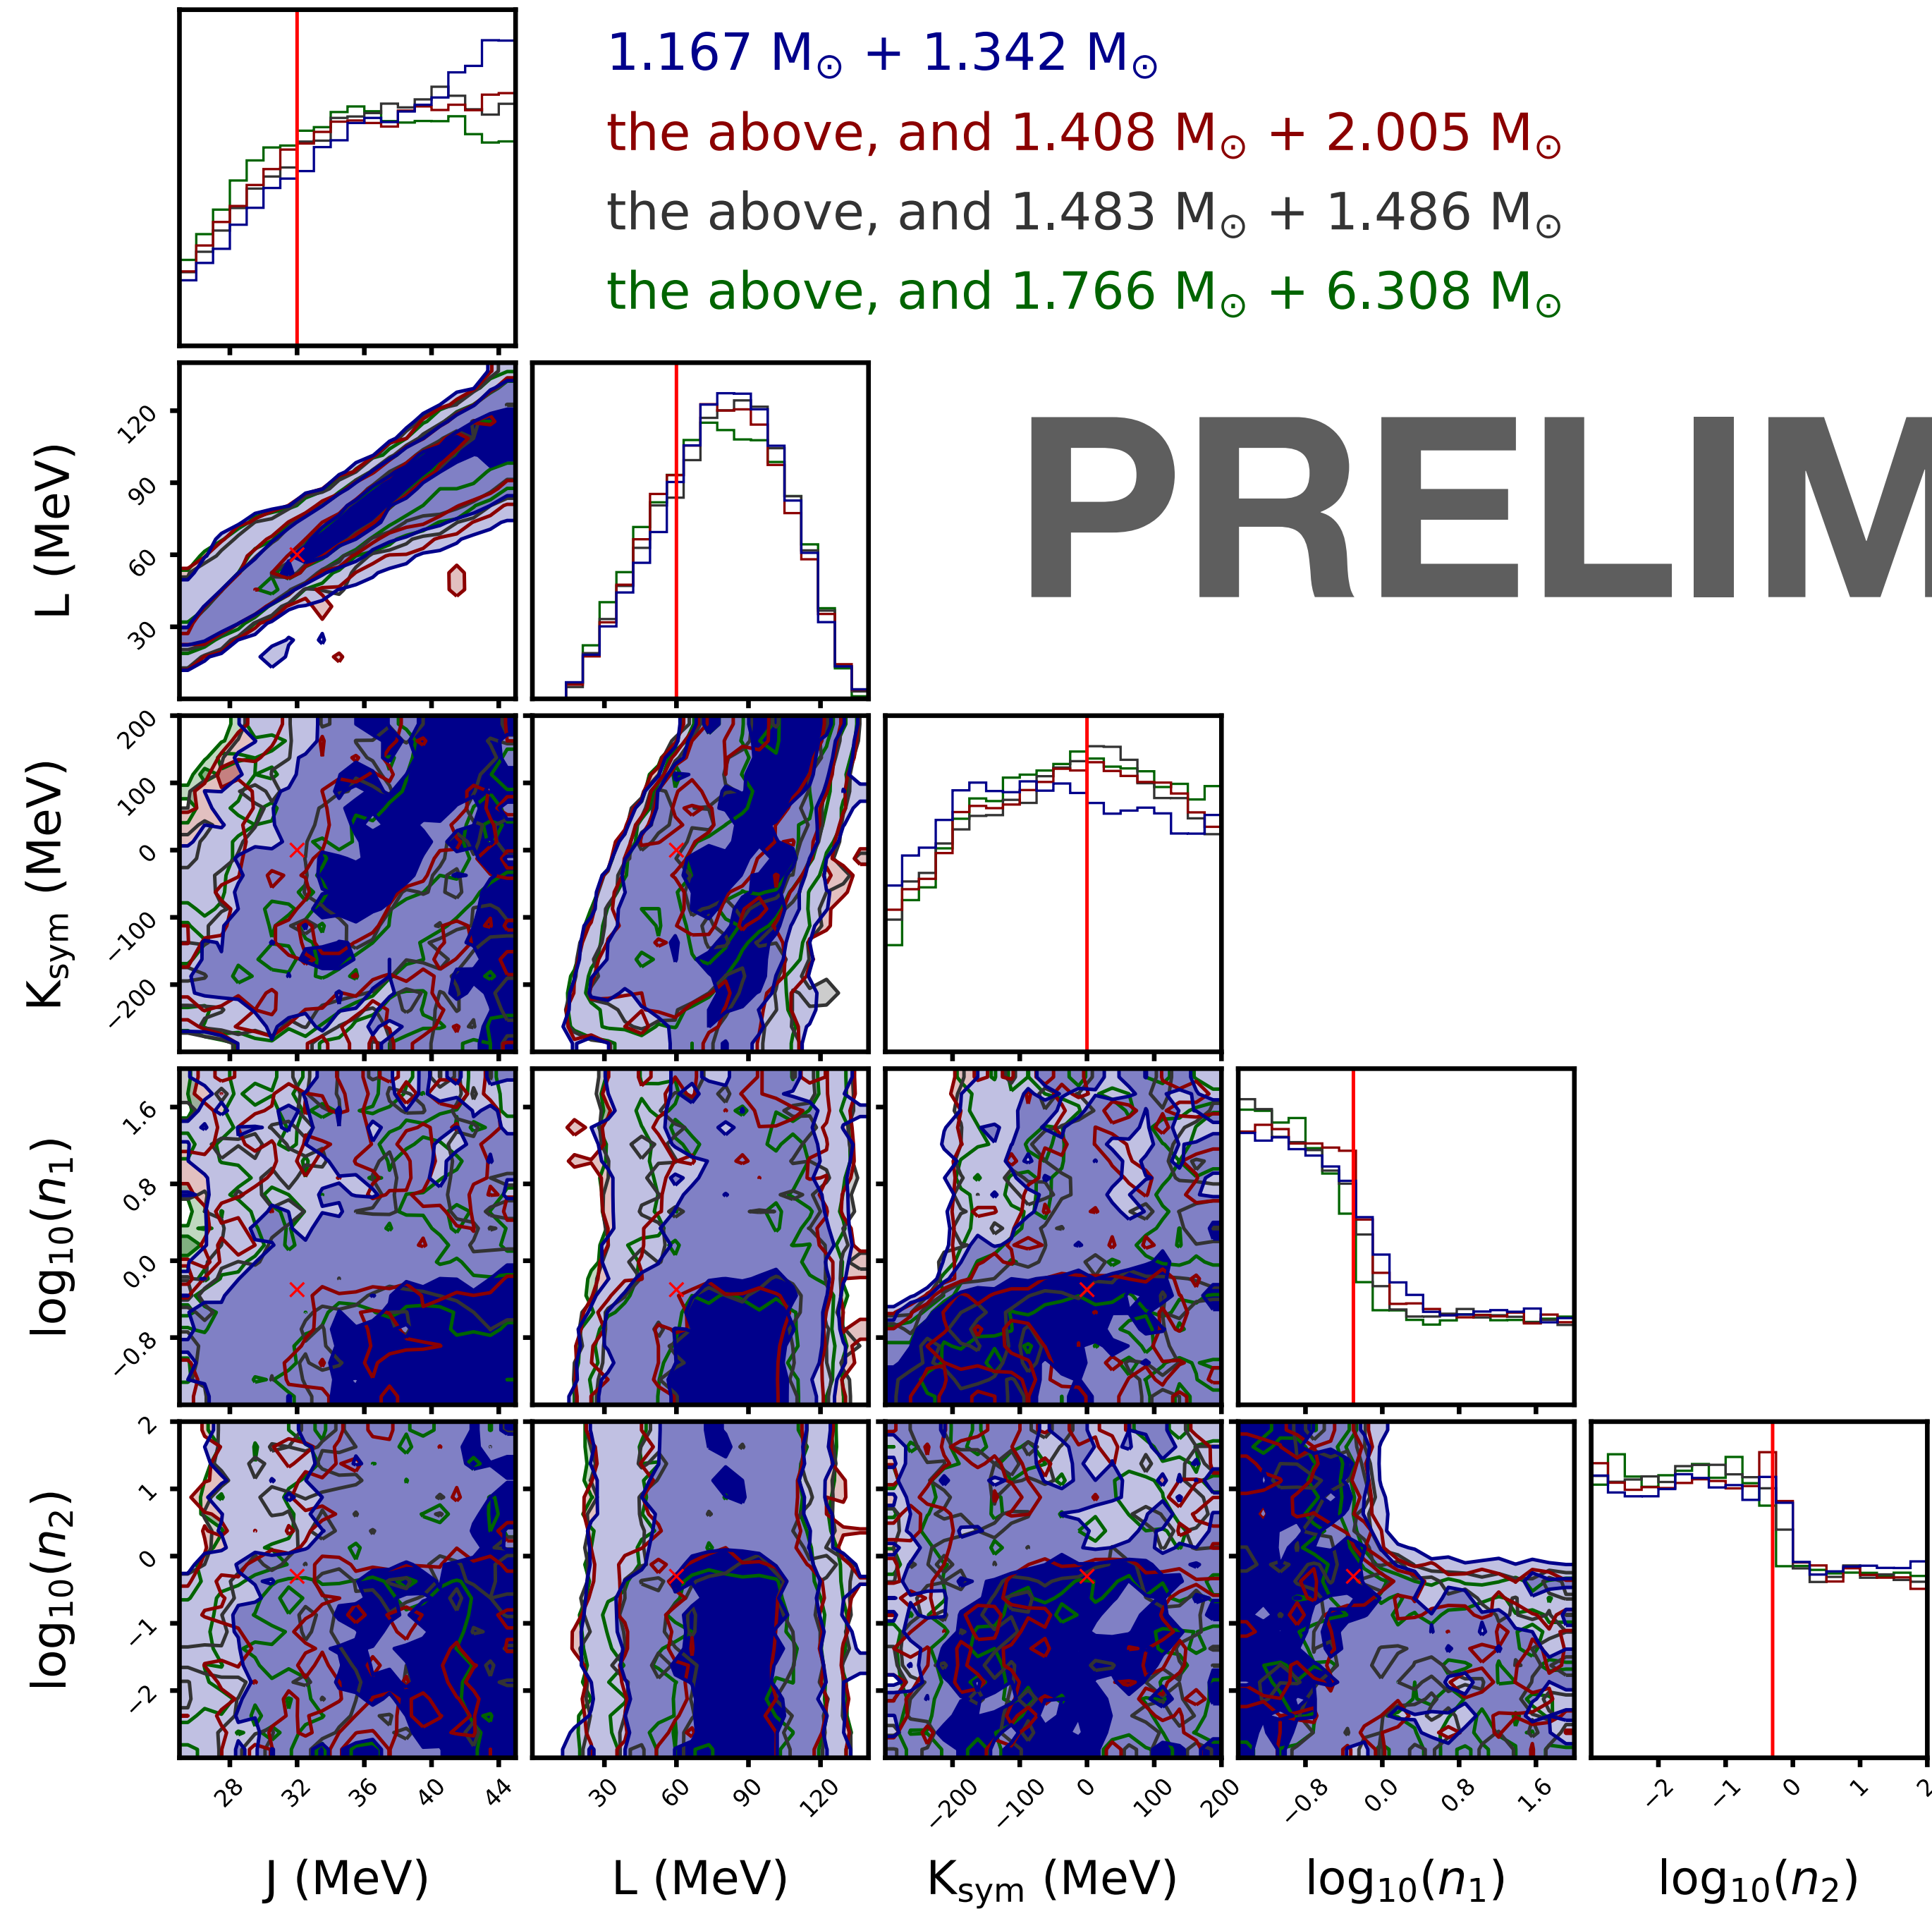 1.167 M⊙ + 1.342 M⊙
the above, and 1.408 M⊙ + 2.005 M⊙
the above, and 1.483 M⊙ + 1.486 M⊙
the above, and 1.766 M⊙ + 6.308 M⊙
PRELIM
L (MeV)
120
90
60
30
Ksym (MeV)
200
100
0
−100
−200
log10(n1)
1.6
0.8
0.0
−0.8
log10(n2)
2
1
0
−1
−2
28 32 36 40 44
30 60 90 120
−200 −100 0 100 200
−0.8 0.0 0.8 1.6
−2 −1 0 1 2
J (MeV)
L (MeV)
Ksym (MeV)
log10(n1)
log10(n2)